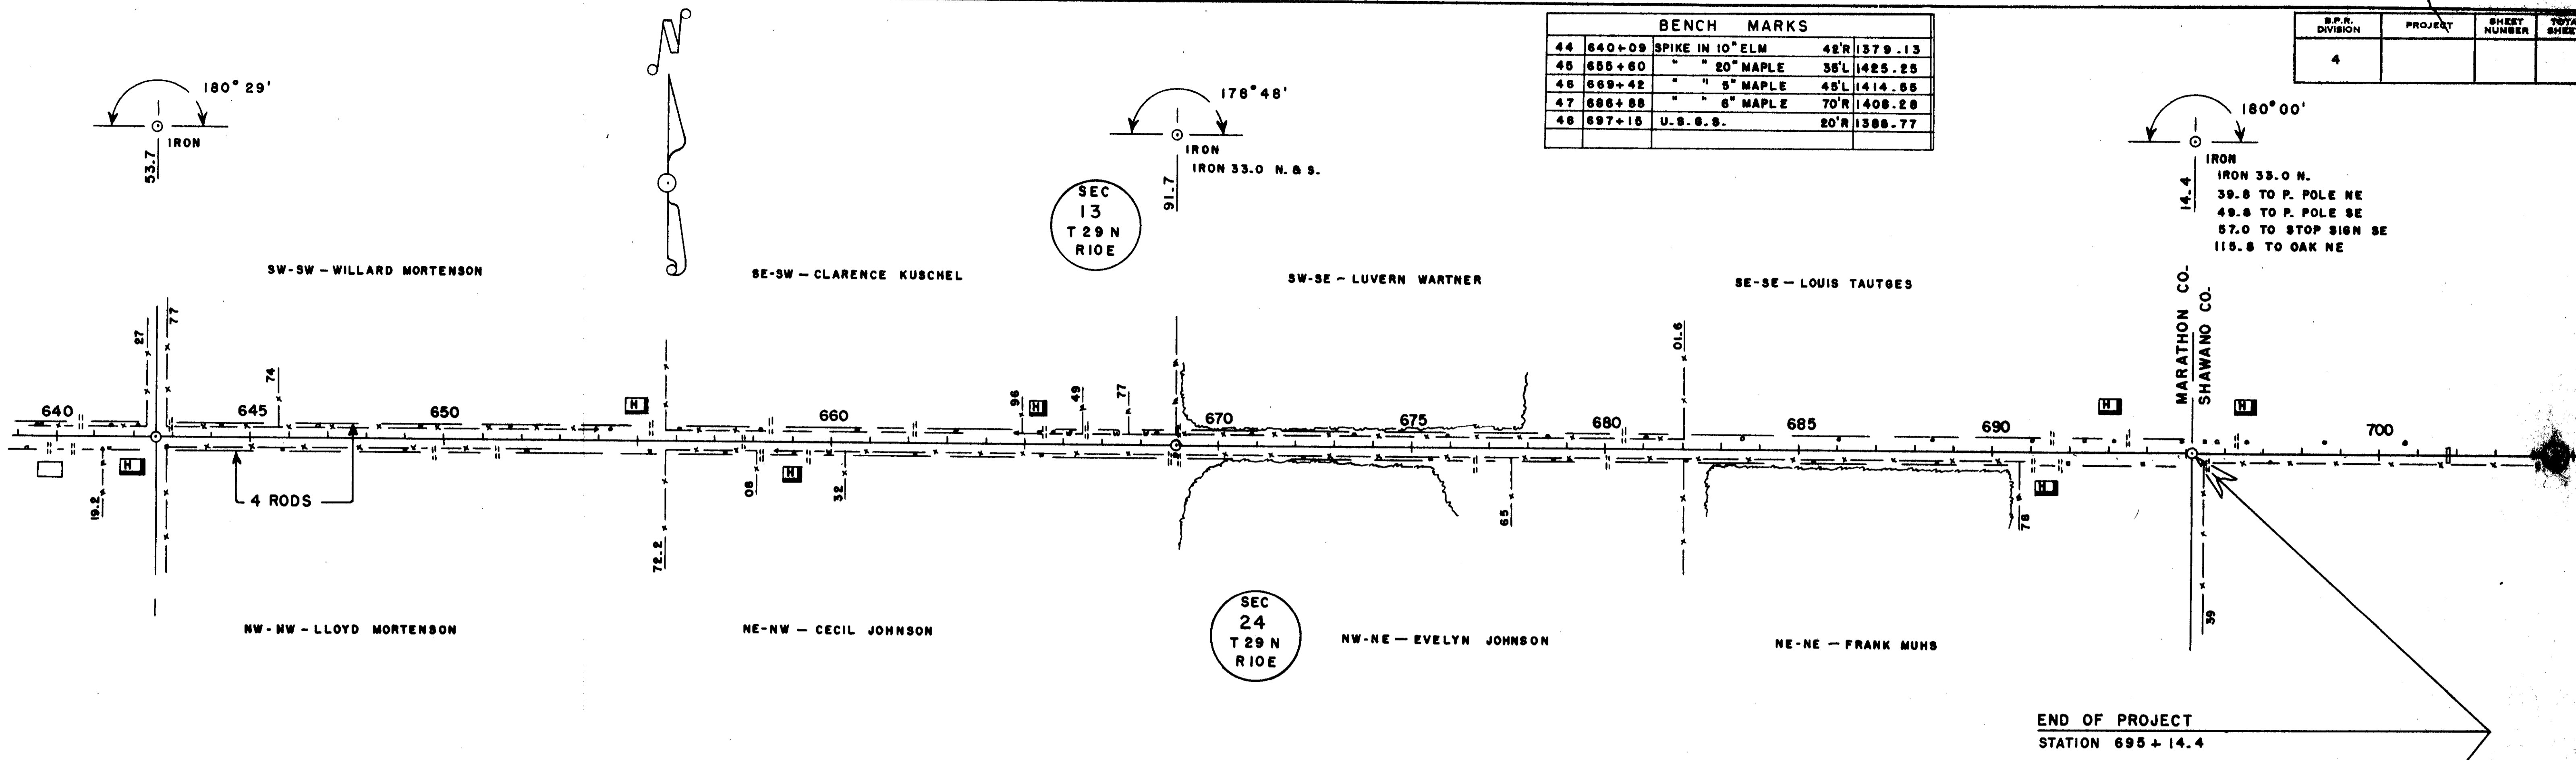 BENCH MARKS
44 640+09 SPIKE IN 10" ELM 42'R 1379.13
45 655+60 " " 20" MAPLE 35'L 1425.25
46 669+42 " " 5" MAPLE 45'L 1414.55
47 686+88 " " 6" MAPLE 70'R 1408.28
48 697+15 U.S.G.S. 20'R 1388.77
B.P.R. DIVISION PROJECT SHEET NUMBER
4
N
180° 29'
IRON
53.7
178° 48'
IRON
IRON 33.0 N. & S.
91.7
180° 00'
IRON
IRON 33.0 N.
39.8 TO P. POLE NE
49.8 TO P. POLE SE
57.0 TO STOP SIGN SE
115.8 TO OAK NE
14.4
SEC
13
T 29 N
R10E
SW-SW – WILLARD MORTENSON
SE-SW – CLARENCE KUSCHEL
SW-SE – LUVERN WARTNER
SE-SE – LOUIS TAUTGES
MARATHON CO.
SHAWANO CO.
27
77
74
96
49
77
01.6
640 645 650 660 670 675 680 685 690 700
H H H H H H H
4 RODS
19.2
72.2
08
32
65
78
39
NW-NW – LLOYD MORTENSON
NE-NW – CECIL JOHNSON
SEC
24
T 29 N
R10E
NW-NE – EVELYN JOHNSON
NE-NE – FRANK MUHS
END OF PROJECT
STATION 695 + 14.4